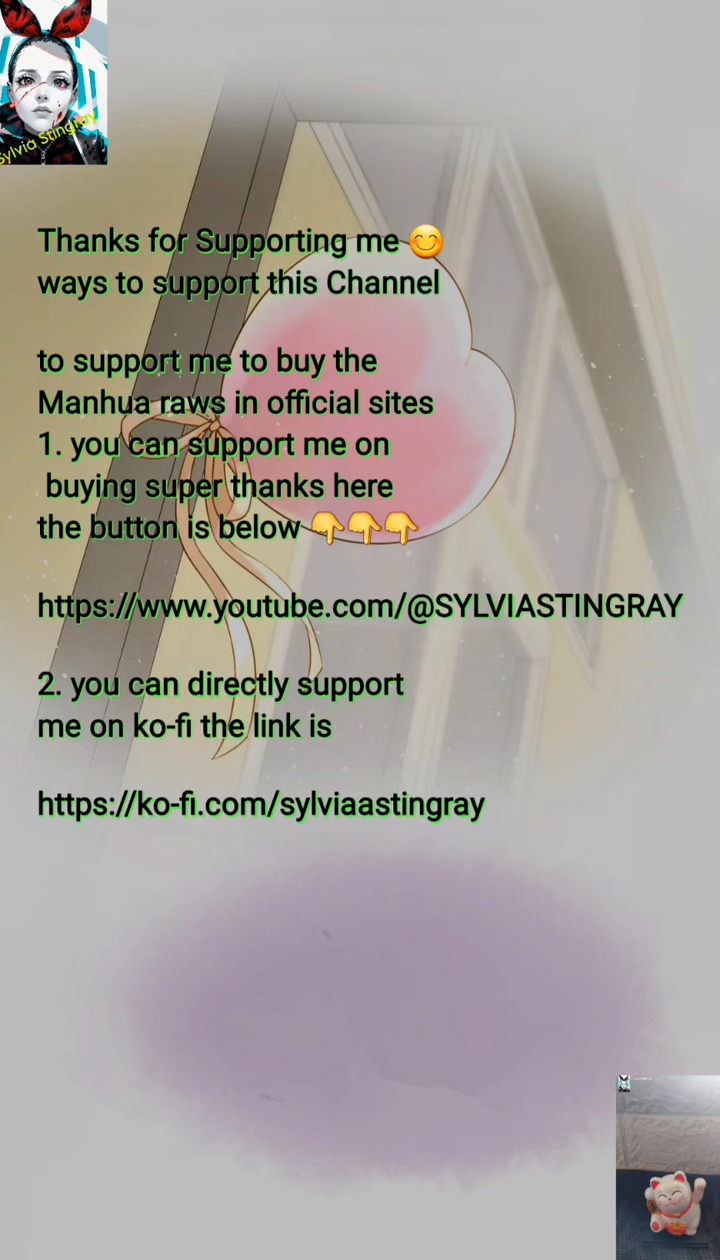 Sylvia Stingray
Thanks for Supporting me 😊
ways to support this Channel
to support me to buy the
Manhua raws in official sites
1. you can support me on
buying super thanks here
the button is below 👇👇👇
https://www.youtube.com/@SYLVIASTINGRAY
2. you can directly support
me on ko-fi the link is
https://ko-fi.com/sylviaastingray